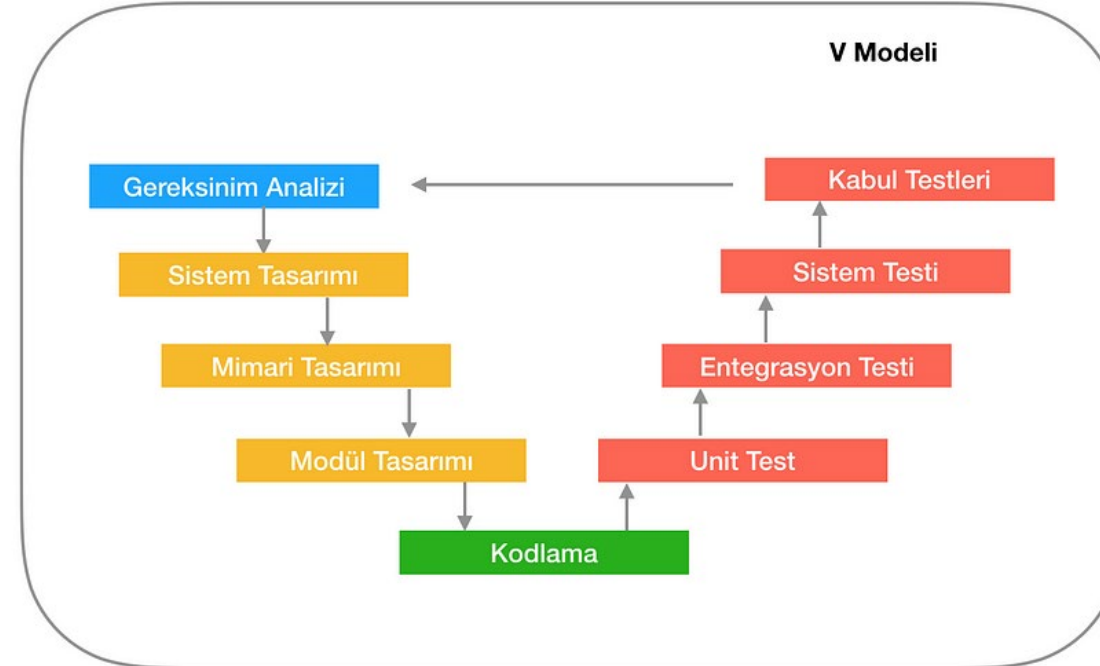 V Modeli
Gereksinim Analizi
Kabul Testleri
Sistem Tasarımı
Sistem Testi
Mimari Tasarımı
Entegrasyon Testi
Modül Tasarımı
Unit Test
Kodlama